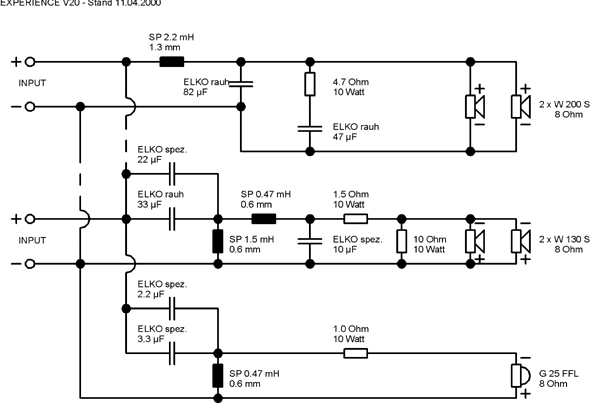 EXPERIENCE V20 - Stand 11.04.2000
SP 2.2 mH
1.3 mm
+
INPUT
−
ELKO rauh
82 µF
4.7 Ohm
10 Watt
ELKO rauh
47 µF
+
−
+
−
2 x W 200 S
8 Ohm
ELKO spez.
22 µF
ELKO rauh
33 µF
+
INPUT
−
SP 0.47 mH
0.6 mm
SP 1.5 mH
0.6 mm
ELKO spez.
10 µF
1.5 Ohm
10 Watt
10 Ohm
10 Watt
−
+
−
+
2 x W 130 S
8 Ohm
ELKO spez.
2.2 µF
ELKO spez.
3.3 µF
SP 0.47 mH
0.6 mm
1.0 Ohm
10 Watt
−
+
G 25 FFL
8 Ohm